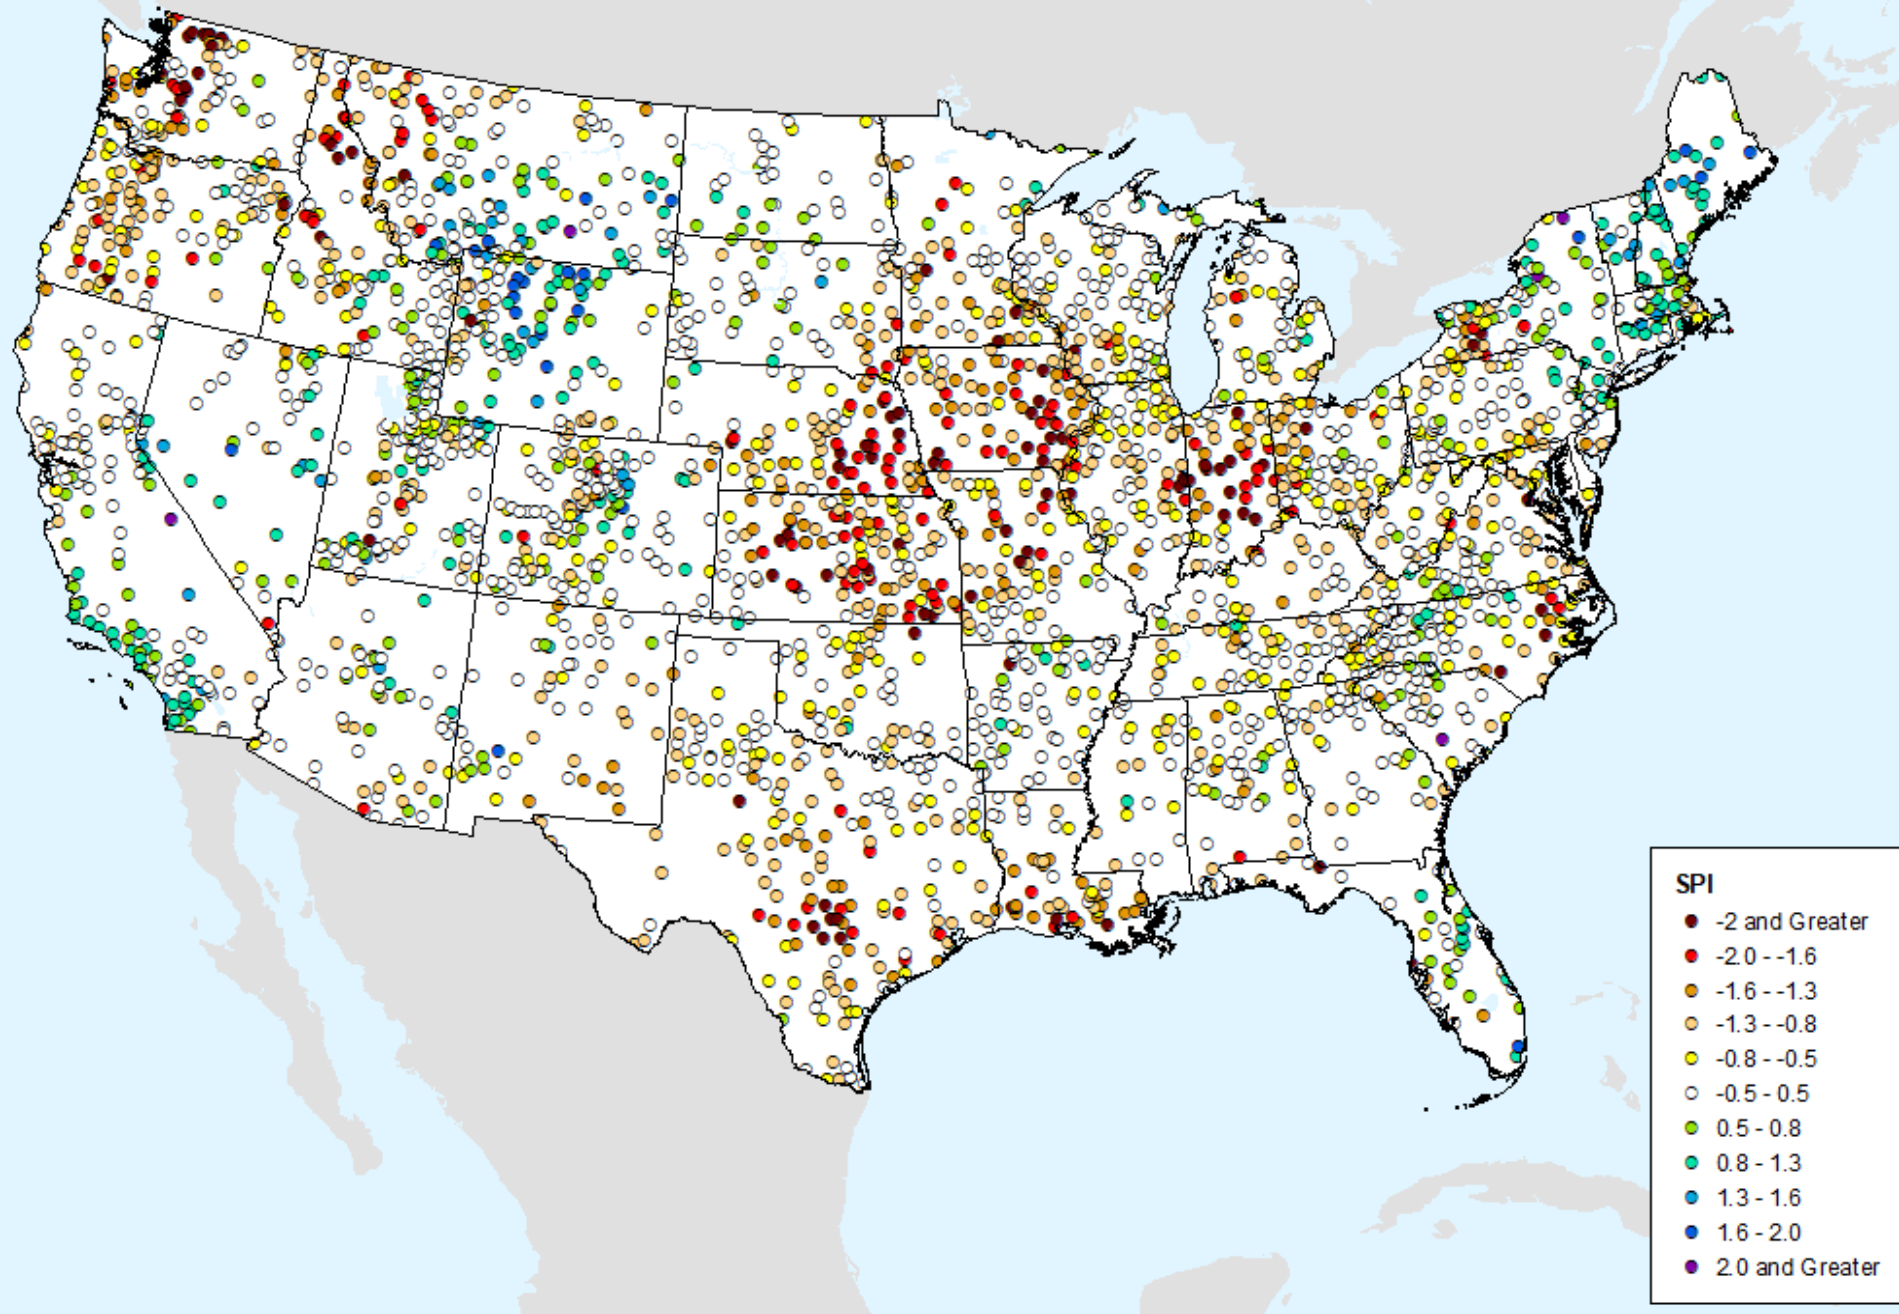 SPI
-2 and Greater
-2.0 - -1.6
-1.6 - -1.3
-1.3 - -0.8
-0.8 - -0.5
-0.5 - 0.5
0.5 - 0.8
0.8 - 1.3
1.3 - 1.6
1.6 - 2.0
2.0 and Greater